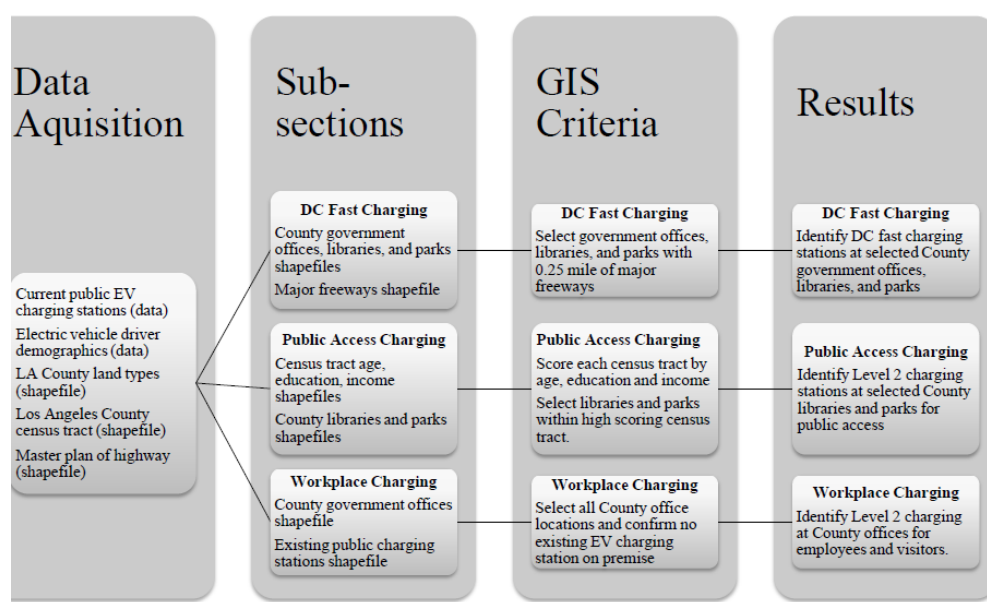 Data
Aquisition
Current public EV
charging stations (data)
Electric vehicle driver
demographics (data)
LA County land types
(shapefile)
Los Angeles County
census tract (shapefile)
Master plan of highway
(shapefile)
Sub-
sections
DC Fast Charging
County government
offices, libraries, and parks
shapefiles
Major freeways shapefile
Public Access Charging
Census tract age,
education, income
shapefiles
County libraries and parks
shapefiles
Workplace Charging
County government offices
shapefile
Existing public charging
stations shapefile
GIS
Criteria
DC Fast Charging
Select government offices,
libraries, and parks with
0.25 mile of major
freeways
Public Access Charging
Score each census tract by
age, education and income
Select libraries and parks
within high scoring census
tract.
Workplace Charging
Select all County office
locations and confirm no
existing EV charging
station on premise
Results
DC Fast Charging
Identify DC fast charging
stations at selected County
government offices,
libraries, and parks
Public Access Charging
Identify Level 2 charging
stations at selected County
libraries and parks for
public access
Workplace Charging
Identify Level 2 charging
at County offices for
employees and visitors.